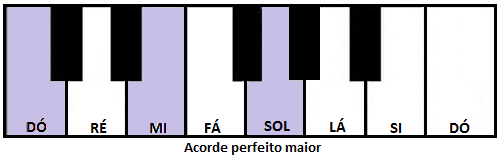 DÓ RÉ MI FÁ SOL LÁ SI DÓ
Acorde perfeito maior